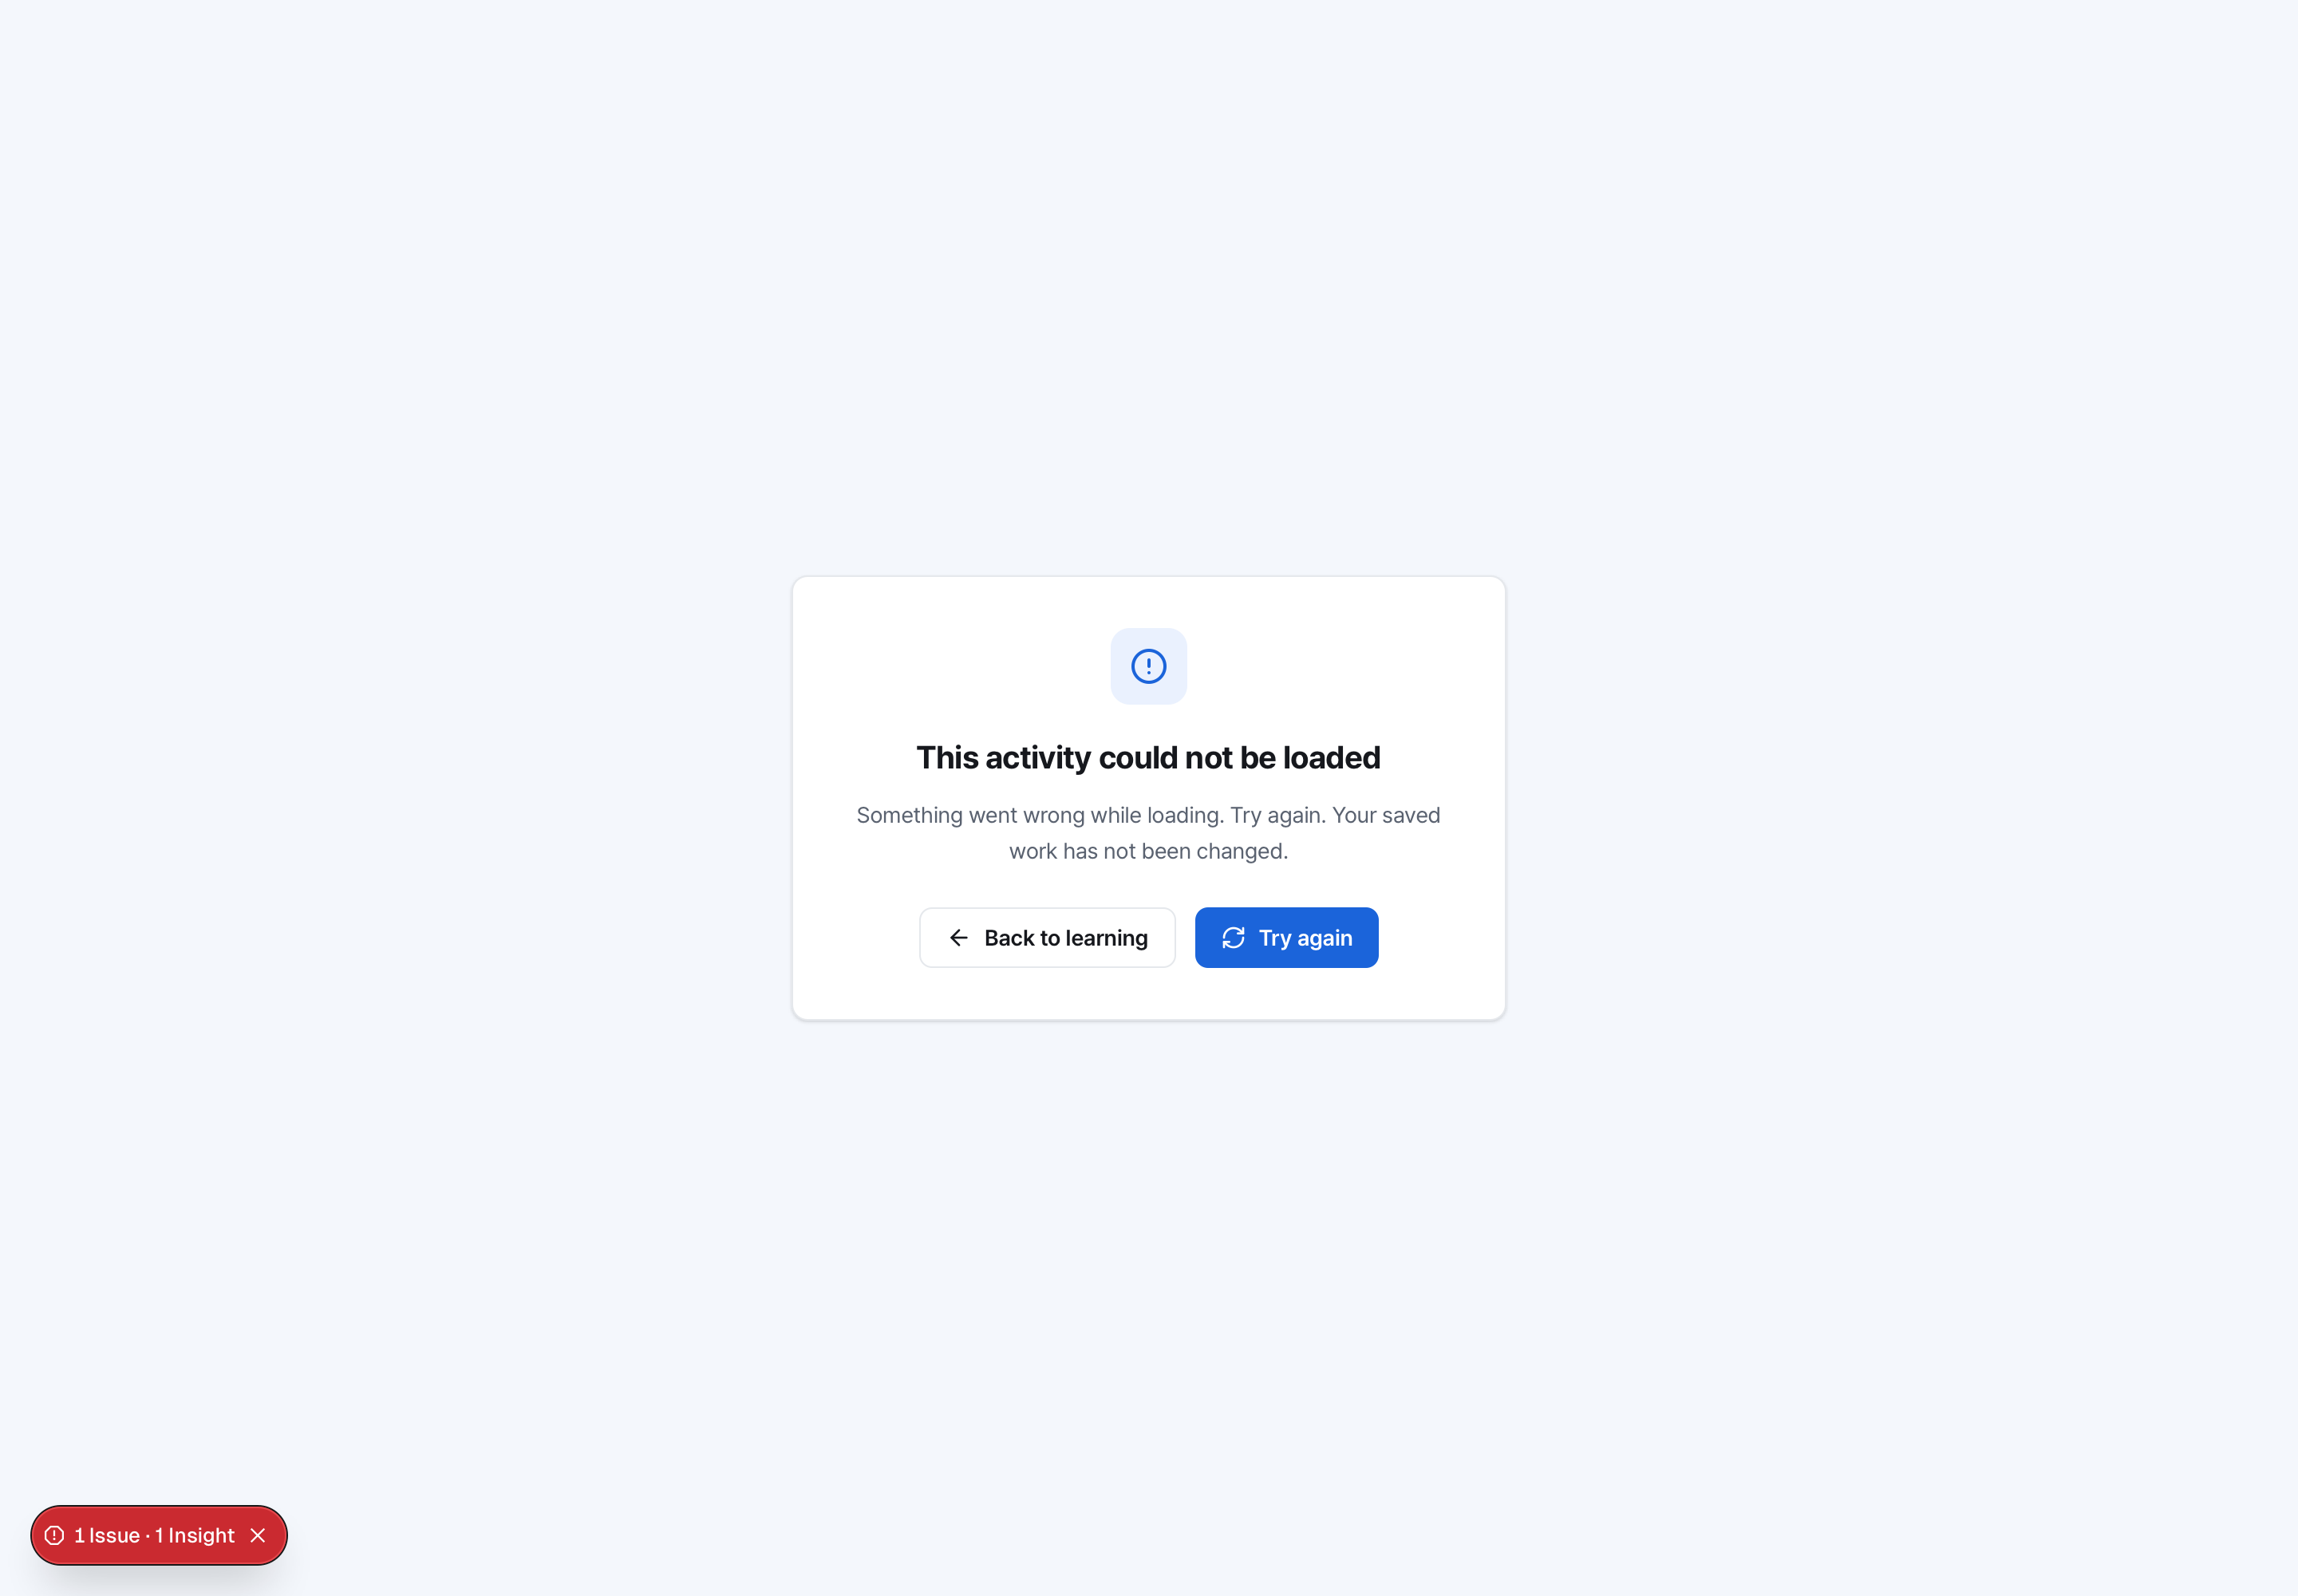 This activity could not be loaded
Something went wrong while loading. Try again. Your saved
work has not been changed.
Back to learning
Try again
1 Issue · 1 Insight